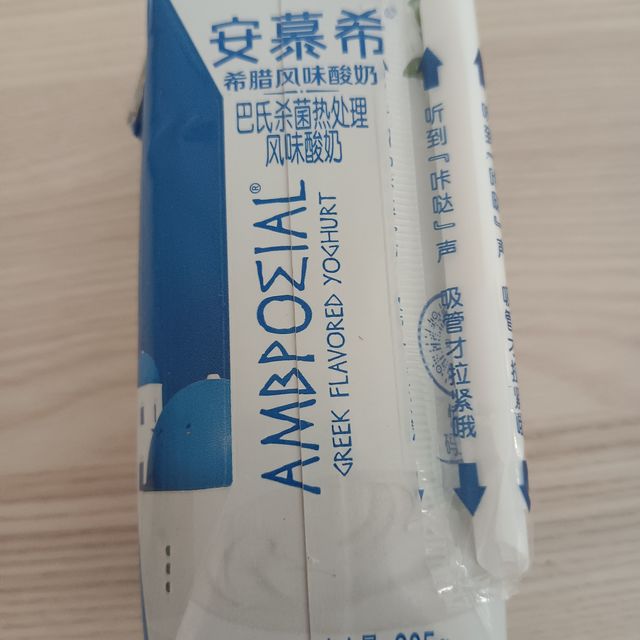 安慕希®
希腊风味酸奶
巴氏杀菌热处理
风味酸奶
AMBROSIAL®
GREEK FLAVORED YOGHURT
听到『咔哒』声
吸管才拉紧哦